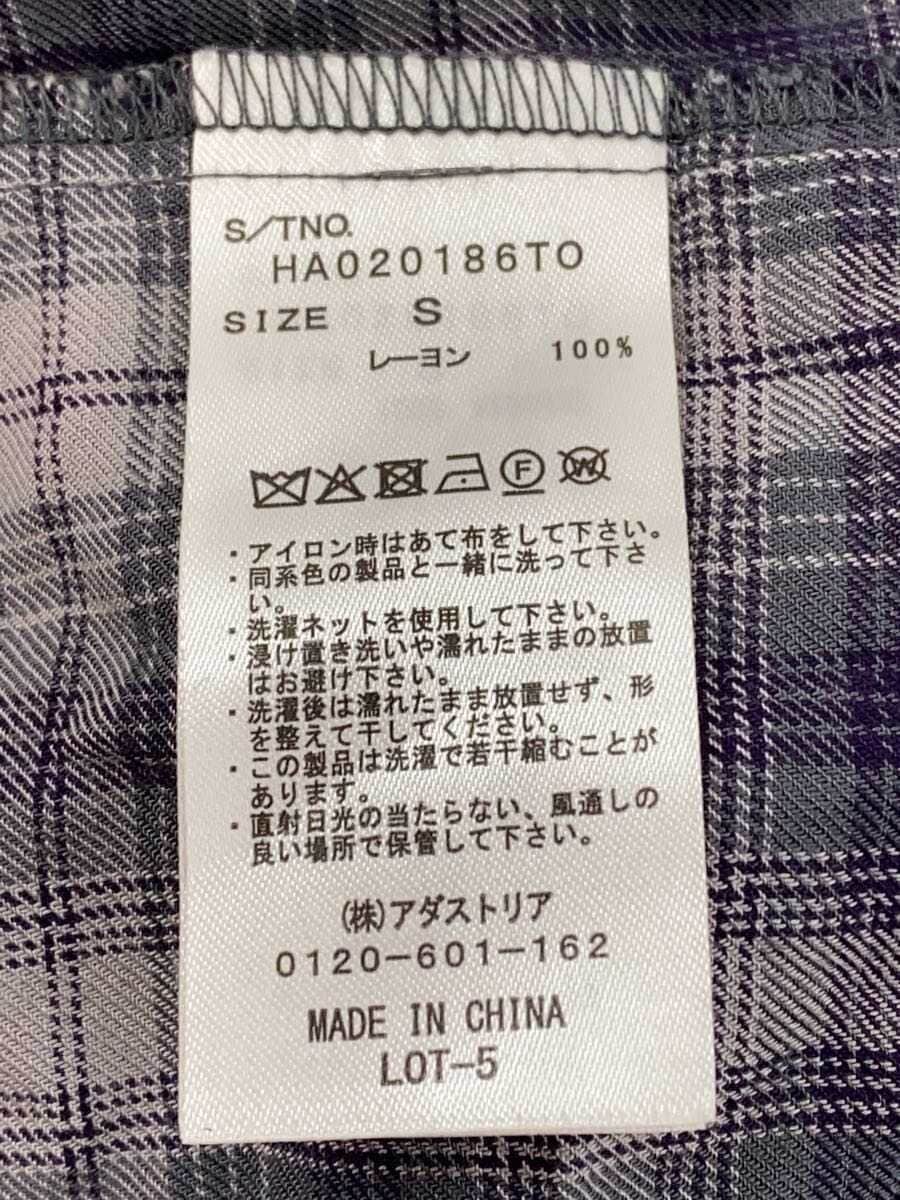 S/TNO.
HA020186TO
SIZE S
レーヨン 100%
F W
・アイロン時はあて布をして下さい。
・同系色の製品と一緒に洗って下さ
い。
・洗濯ネットを使用して下さい。
・浸け置き洗いや濡れたままの放置
はお避け下さい。
・洗濯後は濡れたまま放置せず、形
を整えて干してください。
・この製品は洗濯で若干縮むことが
あります。
・直射日光の当たらない、風通しの
良い場所で保管して下さい。
(株)アダストリア
0120-601-162
MADE IN CHINA
LOT-5